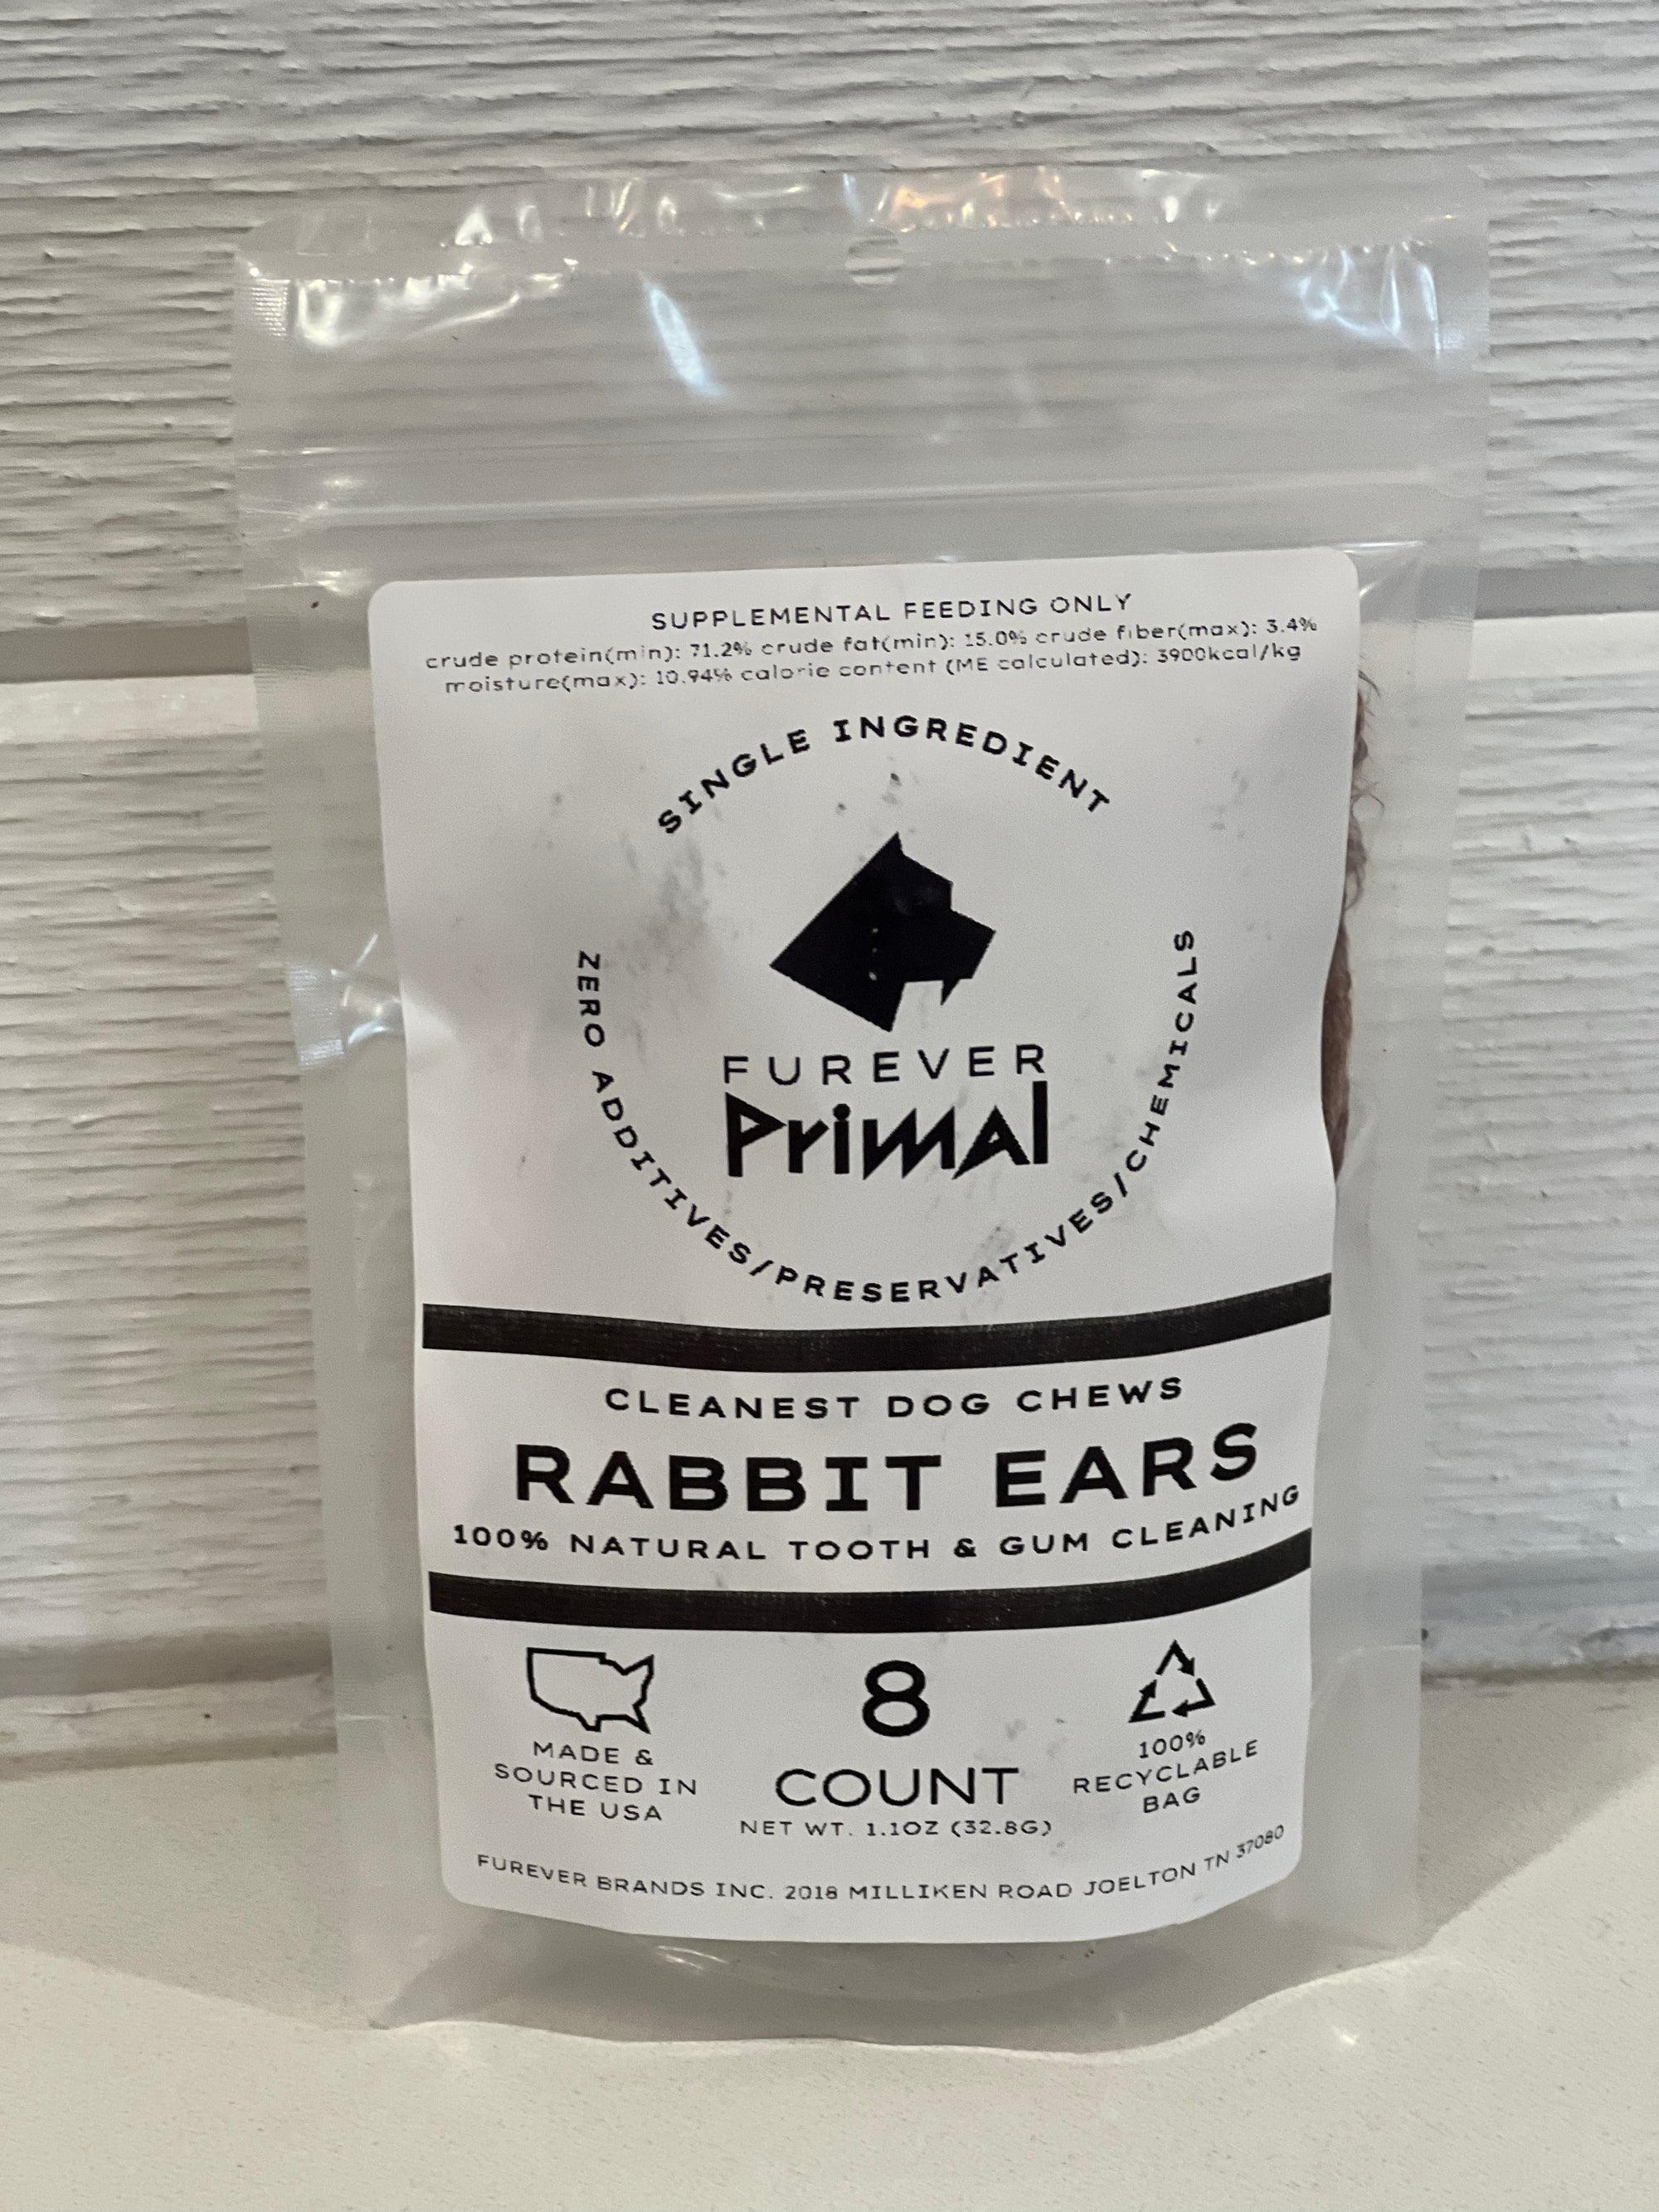 SUPPLEMENTAL FEEDING ONLY
crude protein(min): 71.2% crude fat(min): 15.0% crude fiber(max): 3.4%
moisture(max): 10.94% calorie content (ME calculated): 3900kcal/kg
SINGLE INGREDIENT
FUREVER
Primal
ZERO ADDITIVES/PRESERVATIVES/CHEMICALS
CLEANEST DOG CHEWS
RABBIT EARS
100% NATURAL TOOTH & GUM CLEANING
MADE &
SOURCED IN
THE USA
8
COUNT
NET WT. 1.1OZ (32.8G)
100%
RECYCLABLE
BAG
FUREVER BRANDS INC. 2018 MILLIKEN ROAD JOELTON TN 37080